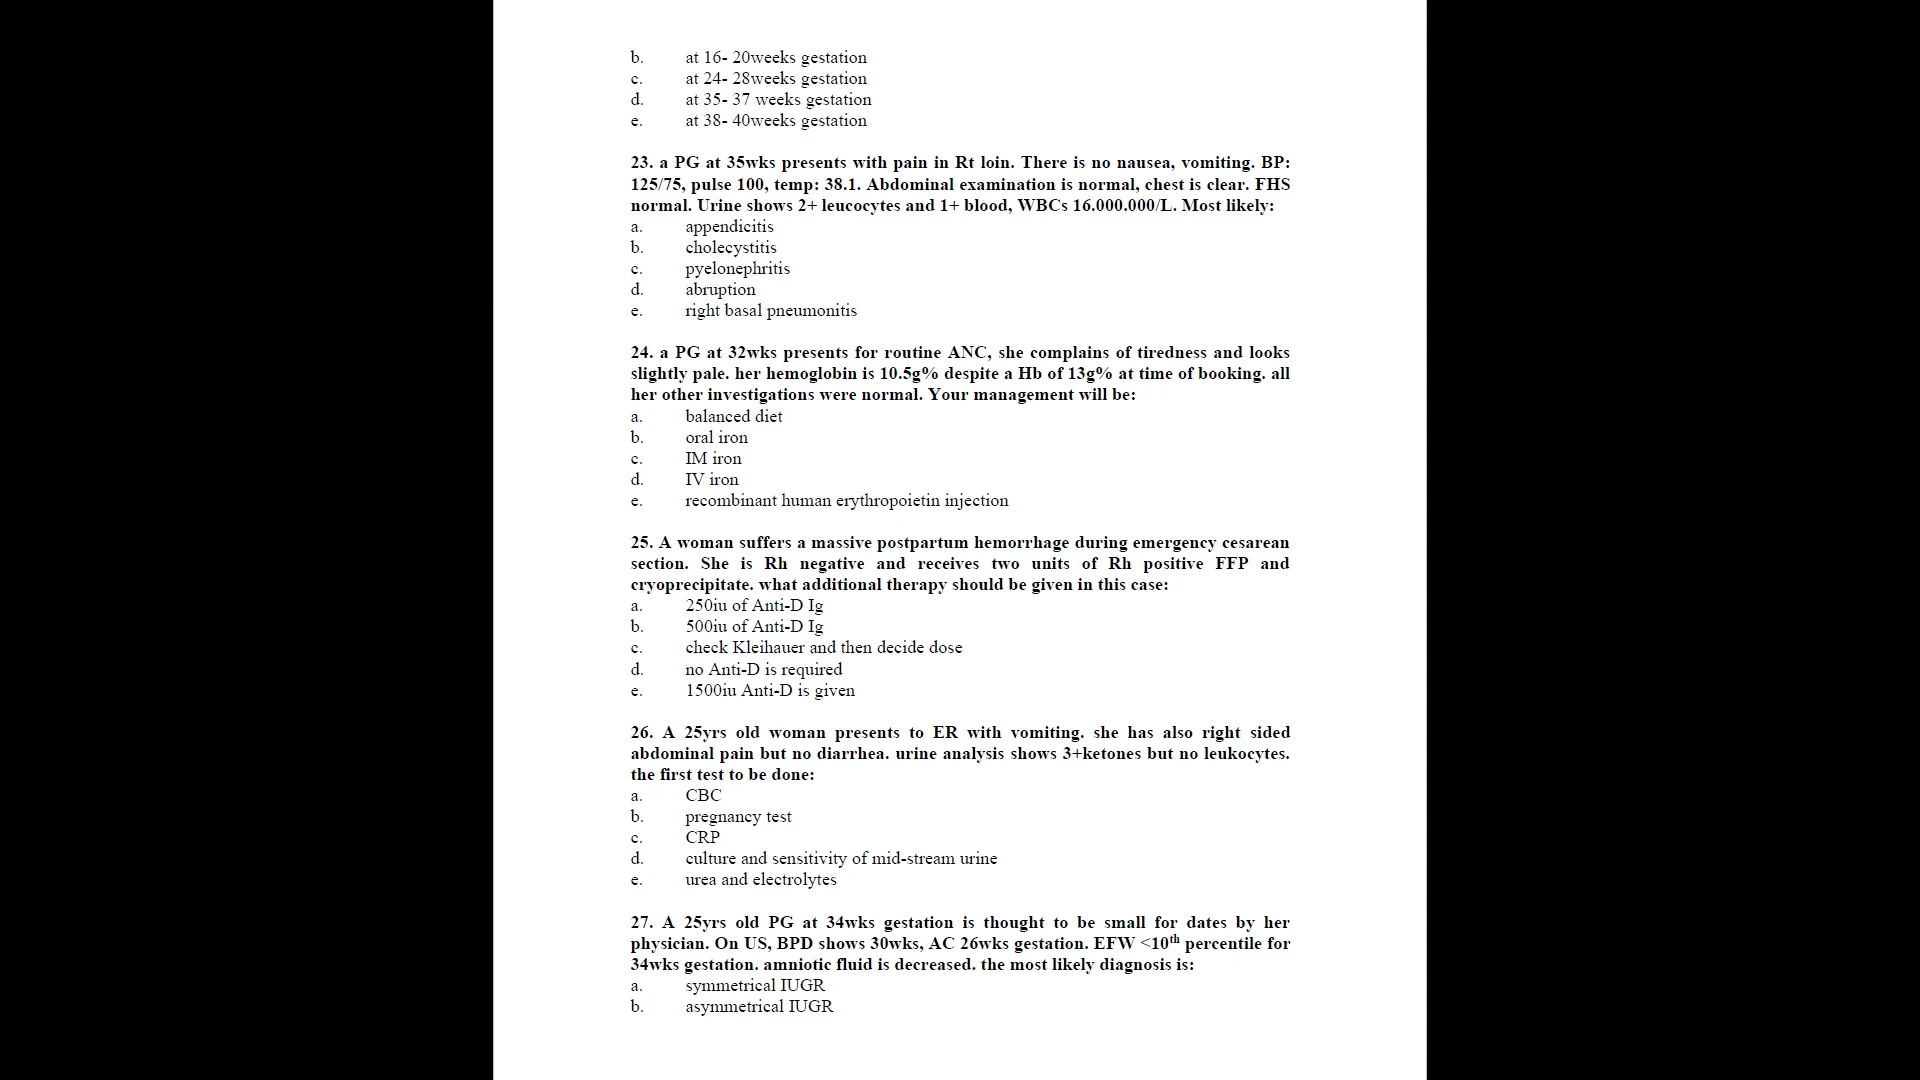 b. at 16- 20weeks gestation
c. at 24- 28weeks gestation
d. at 35- 37 weeks gestation
e. at 38- 40weeks gestation
23. a PG at 35wks presents with pain in Rt loin. There is no nausea, vomiting. BP:
125/75, pulse 100, temp: 38.1. Abdominal examination is normal, chest is clear. FHS
normal. Urine shows 2+ leucocytes and 1+ blood, WBCs 16.000.000/L. Most likely:
a. appendicitis
b. cholecystitis
c. pyelonephritis
d. abruption
e. right basal pneumonitis
24. a PG at 32wks presents for routine ANC, she complains of tiredness and looks
slightly pale. her hemoglobin is 10.5g% despite a Hb of 13g% at time of booking. all
her other investigations were normal. Your management will be:
a. balanced diet
b. oral iron
c. IM iron
d. IV iron
e. recombinant human erythropoietin injection
25. A woman suffers a massive postpartum hemorrhage during emergency cesarean
section. She is Rh negative and receives two units of Rh positive FFP and
cryoprecipitate. what additional therapy should be given in this case:
a. 250iu of Anti-D Ig
b. 500iu of Anti-D Ig
c. check Kleihauer and then decide dose
d. no Anti-D is required
e. 1500iu Anti-D is given
26. A 25yrs old woman presents to ER with vomiting. she has also right sided
abdominal pain but no diarrhea. urine analysis shows 3+ketones but no leukocytes.
the first test to be done:
a. CBC
b. pregnancy test
c. CRP
d. culture and sensitivity of mid-stream urine
e. urea and electrolytes
27. A 25yrs old PG at 34wks gestation is thought to be small for dates by her
physician. On US, BPD shows 30wks, AC 26wks gestation. EFW <10th percentile for
34wks gestation. amniotic fluid is decreased. the most likely diagnosis is:
a. symmetrical IUGR
b. asymmetrical IUGR